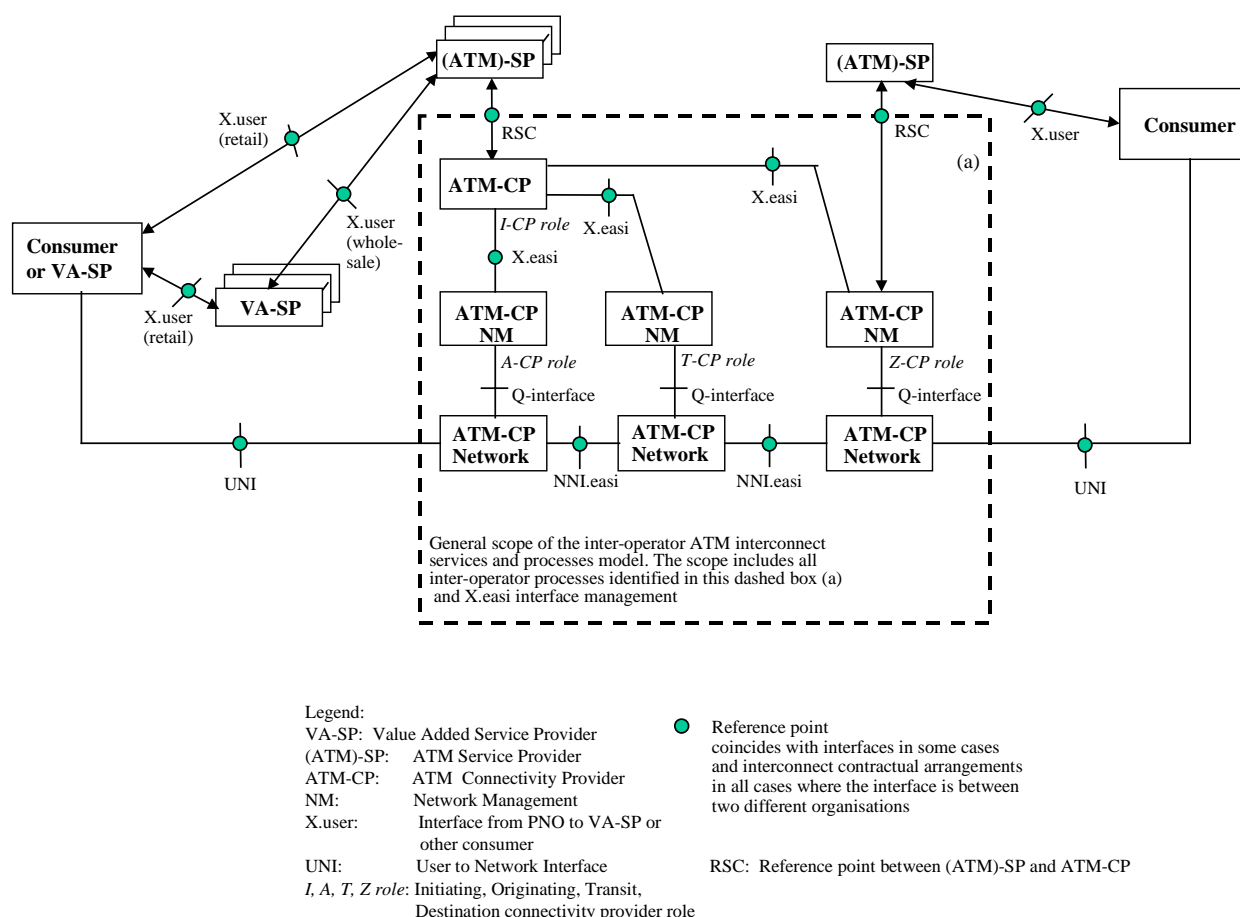 (ATM)-SP
(ATM)-SP
X.user
(retail)
RSC
RSC
X.user
Consumer
(a)
ATM-CP
X.easi
X.user
(whole-
sale)
I-CP role
X.easi
Consumer
or VA-SP
X.easi
VA-SP
X.user
(retail)
ATM-CP
NM
ATM-CP
NM
ATM-CP
NM
A-CP role
T-CP role
Z-CP role
Q-interface
Q-interface
Q-interface
ATM-CP
Network
ATM-CP
Network
ATM-CP
Network
UNI
NNI.easi
NNI.easi
UNI
General scope of the inter-operator ATM interconnect
services and processes model. The scope includes all
inter-operator processes identified in this dashed box (a)
and X.easi interface management
Legend:
VA-SP: Value Added Service Provider
(ATM)-SP: ATM Service Provider
ATM-CP: ATM Connectivity Provider
NM: Network Management
X.user: Interface from PNO to VA-SP or
other consumer
UNI: User to Network Interface
I, A, T, Z role: Initiating, Originating, Transit,
Destination connectivity provider role
Reference point
coincides with interfaces in some cases
and interconnect contractual arrangements
in all cases where the interface is between
two different organisations
RSC: Reference point between (ATM)-SP and ATM-CP